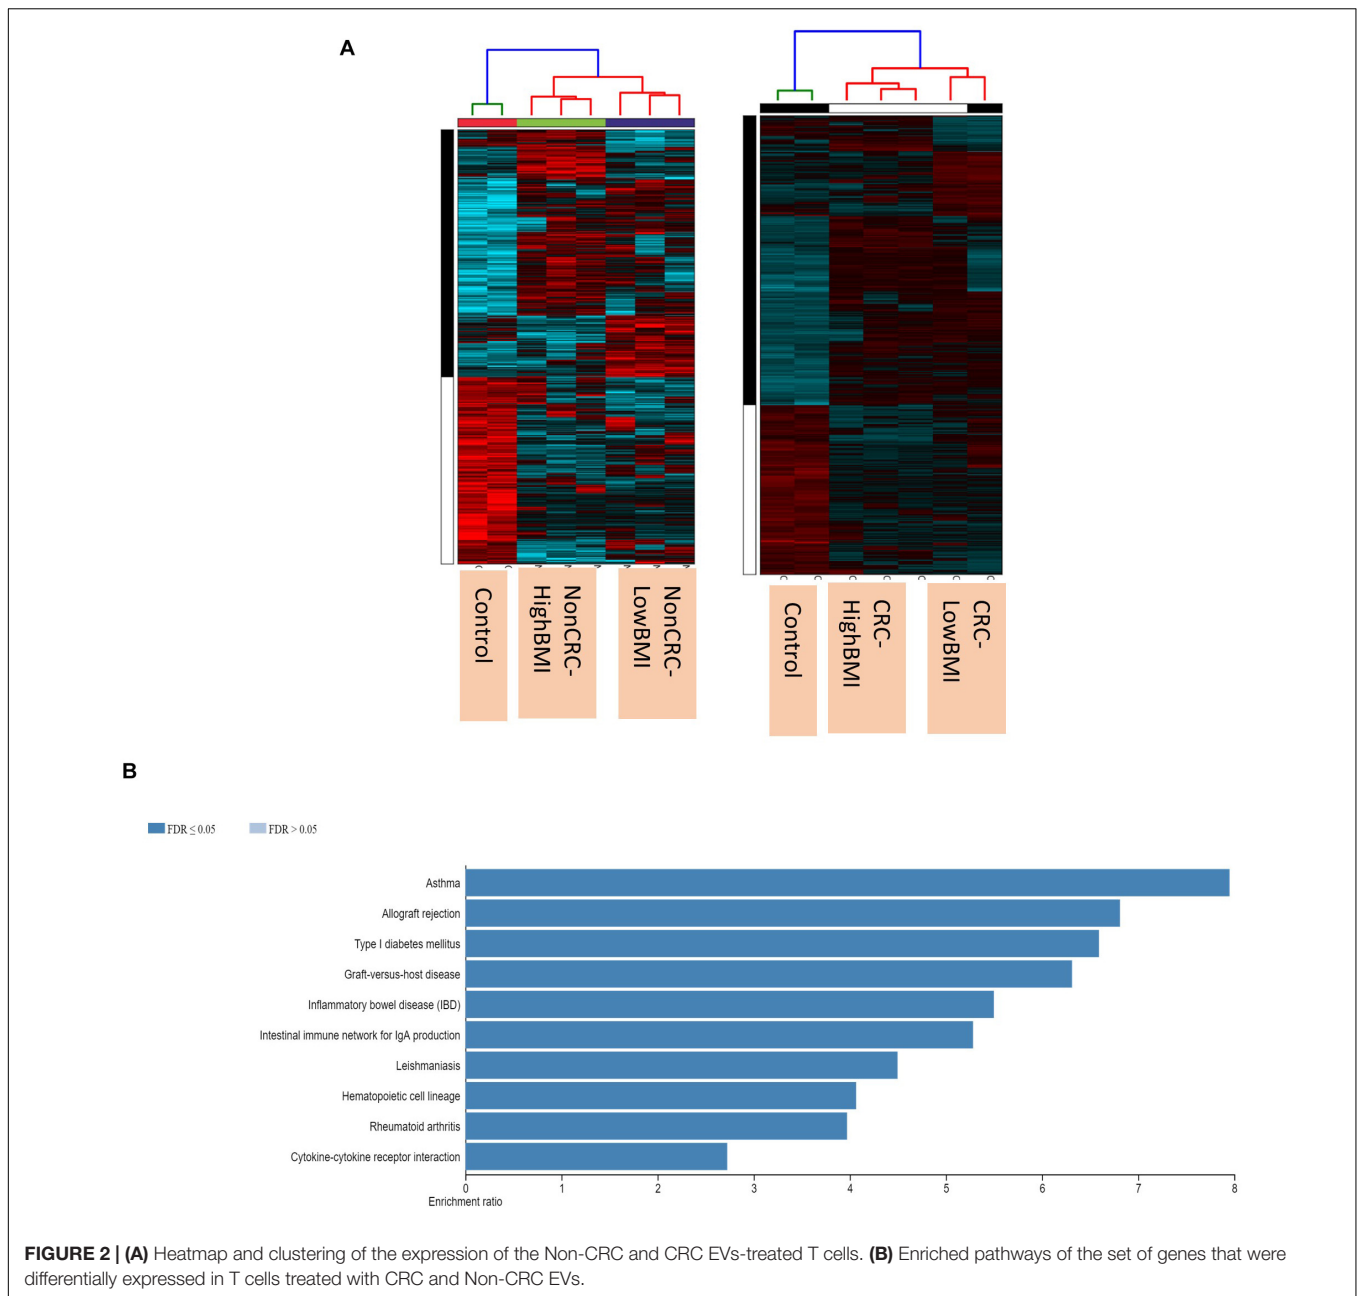 A
Control
NonCRC-
HighBMI
NonCRC-
LowBMI
Control
CRC-
HighBMI
CRC-
LowBMI
B
FDR ≤ 0.05
FDR > 0.05
Asthma
Allograft rejection
Type I diabetes mellitus
Graft-versus-host disease
Inflammatory bowel disease (IBD)
Intestinal immune network for IgA production
Leishmaniasis
Hematopoietic cell lineage
Rheumatoid arthritis
Cytokine-cytokine receptor interaction
0 1 2 3 4 5 6 7 8
Enrichment ratio
FIGURE 2 | (A) Heatmap and clustering of the expression of the Non-CRC and CRC EVs-treated T cells. (B) Enriched pathways of the set of genes that were
differentially expressed in T cells treated with CRC and Non-CRC EVs.